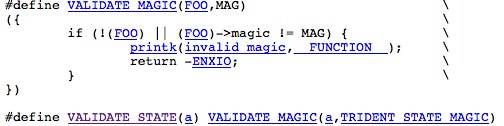 #define VALIDATE_MAGIC(FOO,MAG) \
({ \
if (!(FOO) || (FOO)->magic != MAG) { \
printk(invalid_magic,__FUNCTION__); \
return -ENXIO; \
} \
})
#define VALIDATE_STATE(a) VALIDATE_MAGIC(a,TRIDENT_STATE_MAGIC)